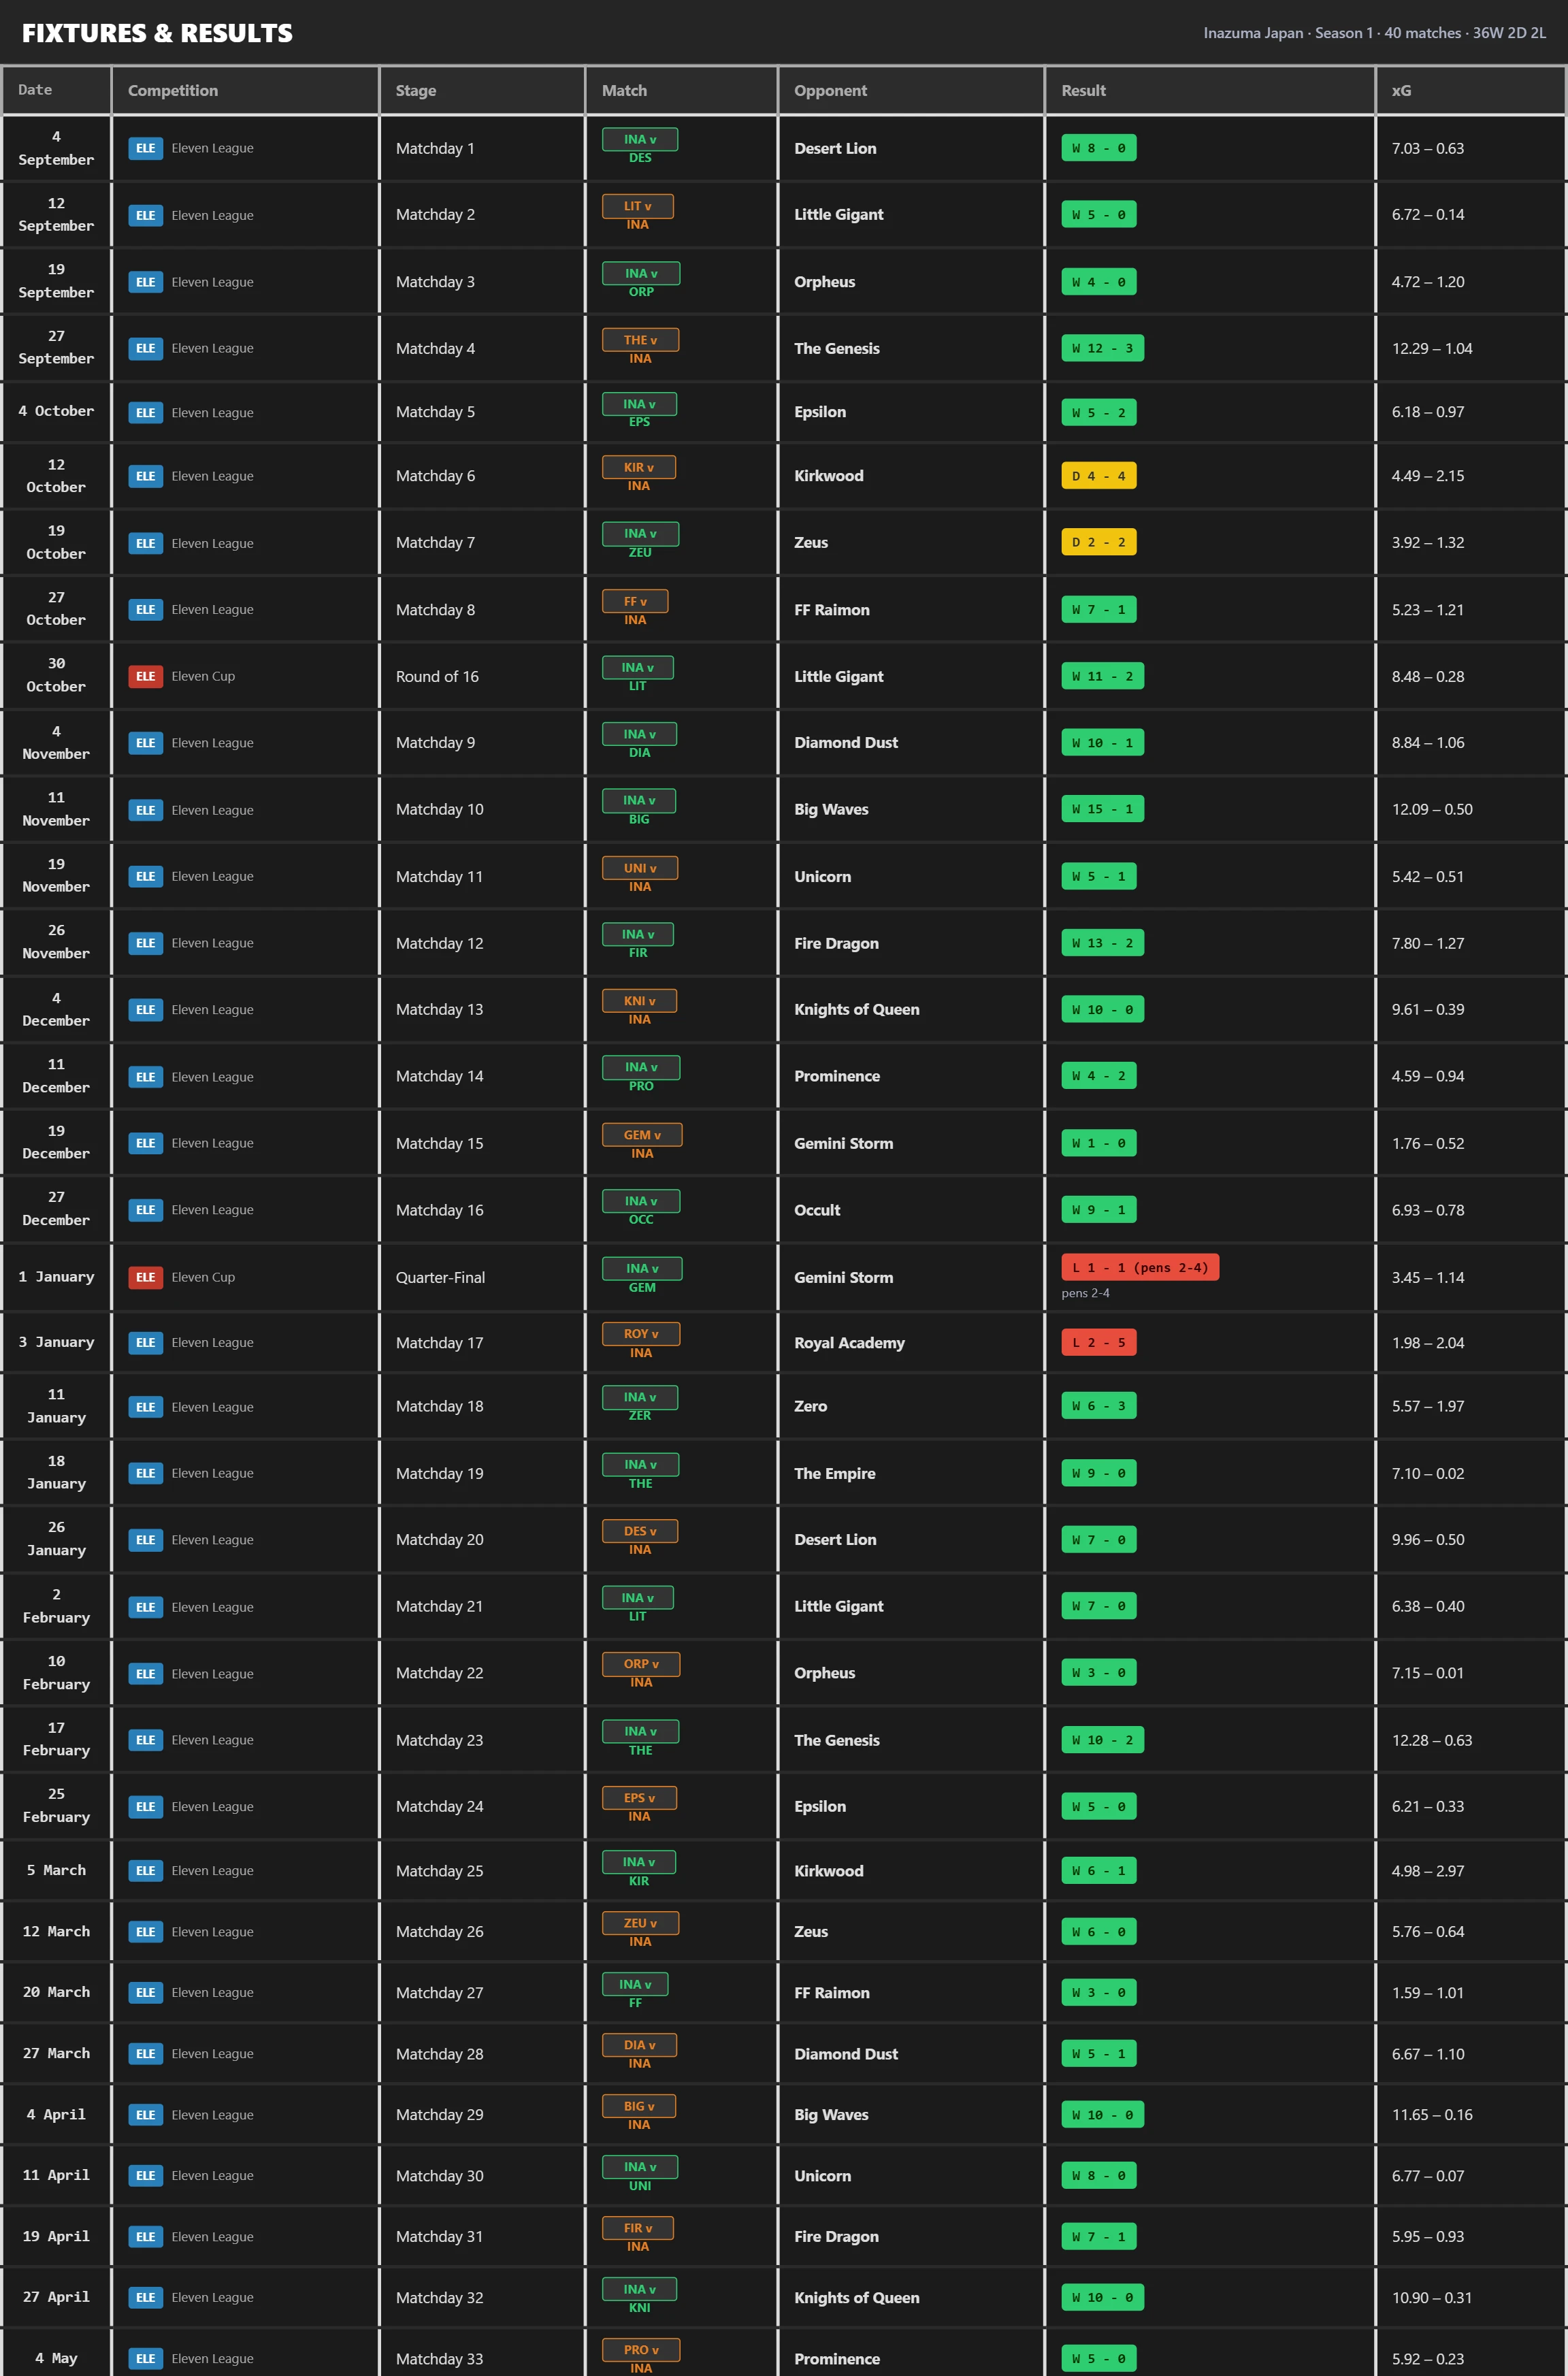 FIXTURES & RESULTS
Inazuma Japan · Season 1 · 40 matches · 36W 2D 2L
Date Competition Stage Match Opponent Result xG
4 September ELE Eleven League Matchday 1 INA v DES Desert Lion W 8 - 0 7.03 – 0.63
12 September ELE Eleven League Matchday 2 LIT v INA Little Gigant W 5 - 0 6.72 – 0.14
19 September ELE Eleven League Matchday 3 INA v ORP Orpheus W 4 - 0 4.72 – 1.20
27 September ELE Eleven League Matchday 4 THE v INA The Genesis W 12 - 3 12.29 – 1.04
4 October ELE Eleven League Matchday 5 INA v EPS Epsilon W 5 - 2 6.18 – 0.97
12 October ELE Eleven League Matchday 6 KIR v INA Kirkwood D 4 - 4 4.49 – 2.15
19 October ELE Eleven League Matchday 7 INA v ZEU Zeus D 2 - 2 3.92 – 1.32
27 October ELE Eleven League Matchday 8 FF v INA FF Raimon W 7 - 1 5.23 – 1.21
30 October ELE Eleven Cup Round of 16 INA v LIT Little Gigant W 11 - 2 8.48 – 0.28
4 November ELE Eleven League Matchday 9 INA v DIA Diamond Dust W 10 - 1 8.84 – 1.06
11 November ELE Eleven League Matchday 10 INA v BIG Big Waves W 15 - 1 12.09 – 0.50
19 November ELE Eleven League Matchday 11 UNI v INA Unicorn W 5 - 1 5.42 – 0.51
26 November ELE Eleven League Matchday 12 INA v FIR Fire Dragon W 13 - 2 7.80 – 1.27
4 December ELE Eleven League Matchday 13 KNI v INA Knights of Queen W 10 - 0 9.61 – 0.39
11 December ELE Eleven League Matchday 14 INA v PRO Prominence W 4 - 2 4.59 – 0.94
19 December ELE Eleven League Matchday 15 GEM v INA Gemini Storm W 1 - 0 1.76 – 0.52
27 December ELE Eleven League Matchday 16 INA v OCC Occult W 9 - 1 6.93 – 0.78
1 January ELE Eleven Cup Quarter-Final INA v GEM Gemini Storm L 1 - 1 (pens 2-4) pens 2-4 3.45 – 1.14
3 January ELE Eleven League Matchday 17 ROY v INA Royal Academy L 2 - 5 1.98 – 2.04
11 January ELE Eleven League Matchday 18 INA v ZER Zero W 6 - 3 5.57 – 1.97
18 January ELE Eleven League Matchday 19 INA v THE The Empire W 9 - 0 7.10 – 0.02
26 January ELE Eleven League Matchday 20 DES v INA Desert Lion W 7 - 0 9.96 – 0.50
2 February ELE Eleven League Matchday 21 INA v LIT Little Gigant W 7 - 0 6.38 – 0.40
10 February ELE Eleven League Matchday 22 ORP v INA Orpheus W 3 - 0 7.15 – 0.01
17 February ELE Eleven League Matchday 23 INA v THE The Genesis W 10 - 2 12.28 – 0.63
25 February ELE Eleven League Matchday 24 EPS v INA Epsilon W 5 - 0 6.21 – 0.33
5 March ELE Eleven League Matchday 25 INA v KIR Kirkwood W 6 - 1 4.98 – 2.97
12 March ELE Eleven League Matchday 26 ZEU v INA Zeus W 6 - 0 5.76 – 0.64
20 March ELE Eleven League Matchday 27 INA v FF FF Raimon W 3 - 0 1.59 – 1.01
27 March ELE Eleven League Matchday 28 DIA v INA Diamond Dust W 5 - 1 6.67 – 1.10
4 April ELE Eleven League Matchday 29 BIG v INA Big Waves W 10 - 0 11.65 – 0.16
11 April ELE Eleven League Matchday 30 INA v UNI Unicorn W 8 - 0 6.77 – 0.07
19 April ELE Eleven League Matchday 31 FIR v INA Fire Dragon W 7 - 1 5.95 – 0.93
27 April ELE Eleven League Matchday 32 INA v KNI Knights of Queen W 10 - 0 10.90 – 0.31
4 May ELE Eleven League Matchday 33 PRO v INA Prominence W 5 - 0 5.92 – 0.23